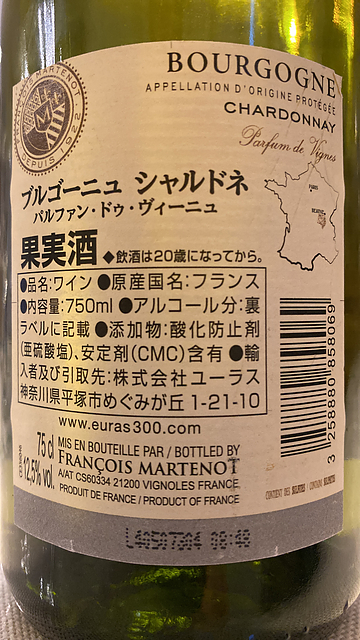 MARTENOT
DEPUIS 1922
BOURGOGNE
APPELLATION D'ORIGINE PROTÉGÉE
CHARDONNAY
Parfum de Vignes
PARIS
BEAUNE
ブルゴーニュ シャルドネ
パルファン・ドゥ・ヴィーニュ
果実酒 ◆飲酒は20歳になってから。
●品名:ワイン ●原産国名:フランス
●内容量:750ml ●アルコール分:裏
ラベルに記載 ●添加物:酸化防止剤
(亜硫酸塩)、安定剤(CMC)含有 ●輸
入者及び引取先:株式会社ユーラス
神奈川県平塚市めぐみが丘 1-21-10
www.euras300.com
75 cl
12,5% vol.
MIS EN BOUTEILLE PAR / BOTTLED BY
FRANÇOIS MARTENOT
A/AT CS60334 21200 VIGNOLES FRANCE
PRODUIT DE FRANCE / PRODUCT OF FRANCE
3 258880 858069
CONTIENT DES SULFITES